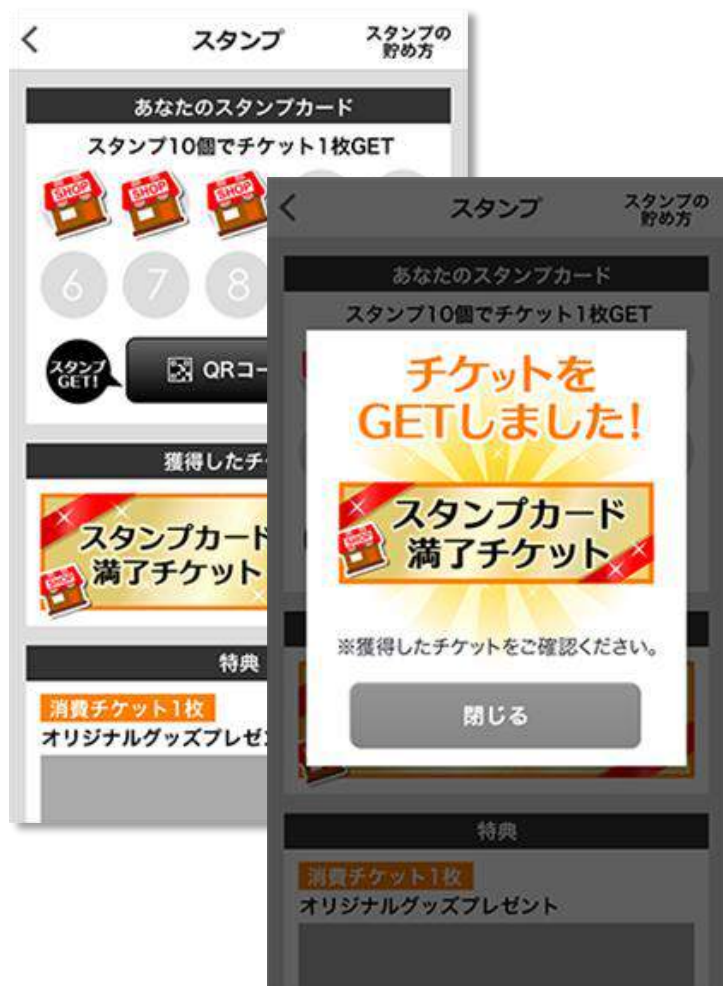 スタンプ
スタンプの
貯め方
あなたのスタンプカード
スタンプ10個でチケット1枚GET
SHOP
SHOP
SHOP
6
7
8
スタンプ
GET!
QRコー
獲得したチ
スタンプカード
満了チケット
特典
消費チケット1枚
オリジナルグッズプレゼン
スタンプ
スタンプの
貯め方
あなたのスタンプカード
スタンプ10個でチケット1枚GET
チケットを
GETしました!
スタンプカード
SHOP
満了チケット
※獲得したチケットをご確認ください。
閉じる
特典
消費チケット1枚
オリジナルグッズプレゼント